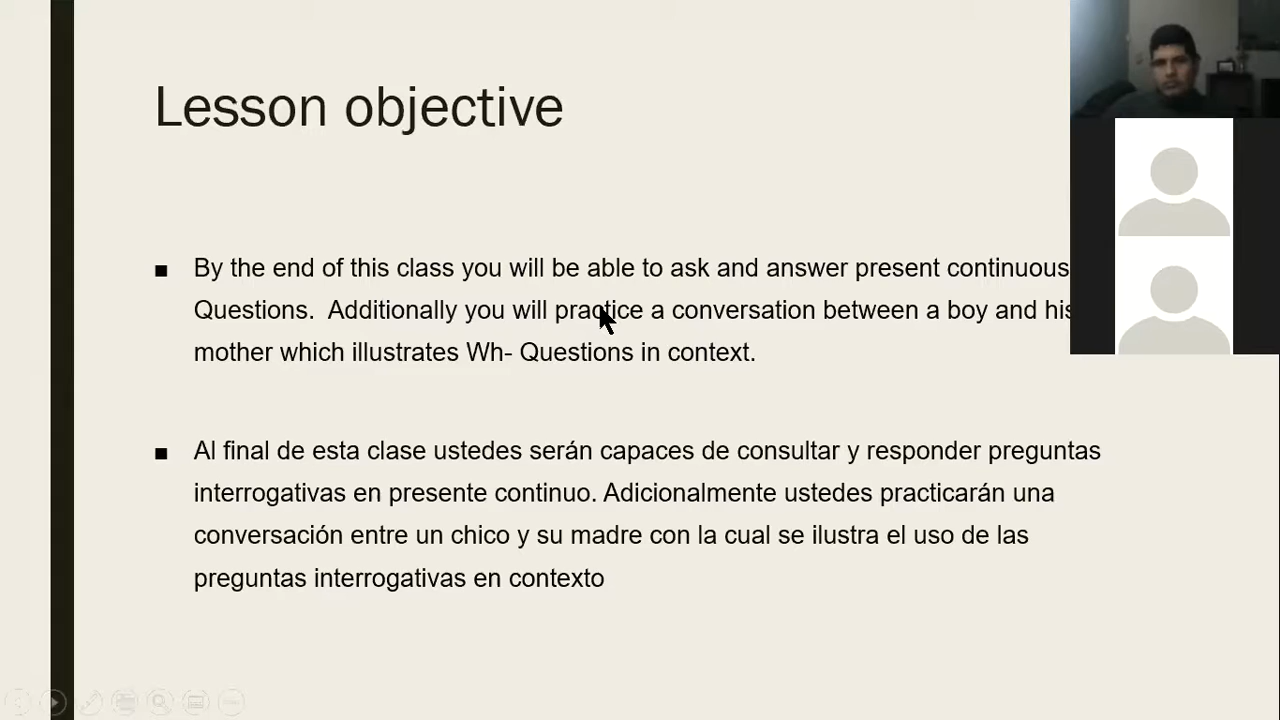 Lesson objective
By the end of this class you will be able to ask and answer present continuous
Questions. Additionally you will practice a conversation between a boy and his
mother which illustrates Wh- Questions in context.
Al final de esta clase ustedes serán capaces de consultar y responder preguntas
interrogativas en presente continuo. Adicionalmente ustedes practicarán una
conversación entre un chico y su madre con la cual se ilustra el uso de las
preguntas interrogativas en contexto